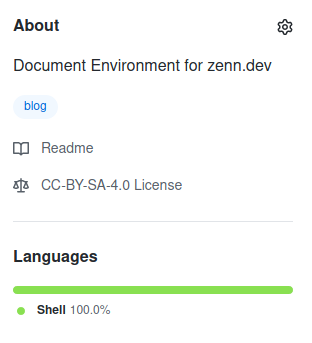 About
Document Environment for zenn.dev
blog
Readme
CC-BY-SA-4.0 License
Languages
Shell 100.0%